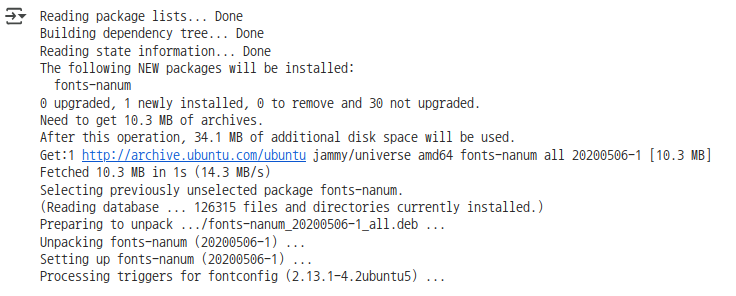 Reading package lists... Done
Building dependency tree... Done
Reading state information... Done
The following NEW packages will be installed:
  fonts-nanum
0 upgraded, 1 newly installed, 0 to remove and 30 not upgraded.
Need to get 10.3 MB of archives.
After this operation, 34.1 MB of additional disk space will be used.
Get:1 http://archive.ubuntu.com/ubuntu jammy/universe amd64 fonts-nanum all 20200506-1 [10.3 MB]
Fetched 10.3 MB in 1s (14.3 MB/s)
Selecting previously unselected package fonts-nanum.
(Reading database ... 126315 files and directories currently installed.)
Preparing to unpack .../fonts-nanum_20200506-1_all.deb ...
Unpacking fonts-nanum (20200506-1) ...
Setting up fonts-nanum (20200506-1) ...
Processing triggers for fontconfig (2.13.1-4.2ubuntu5) ...